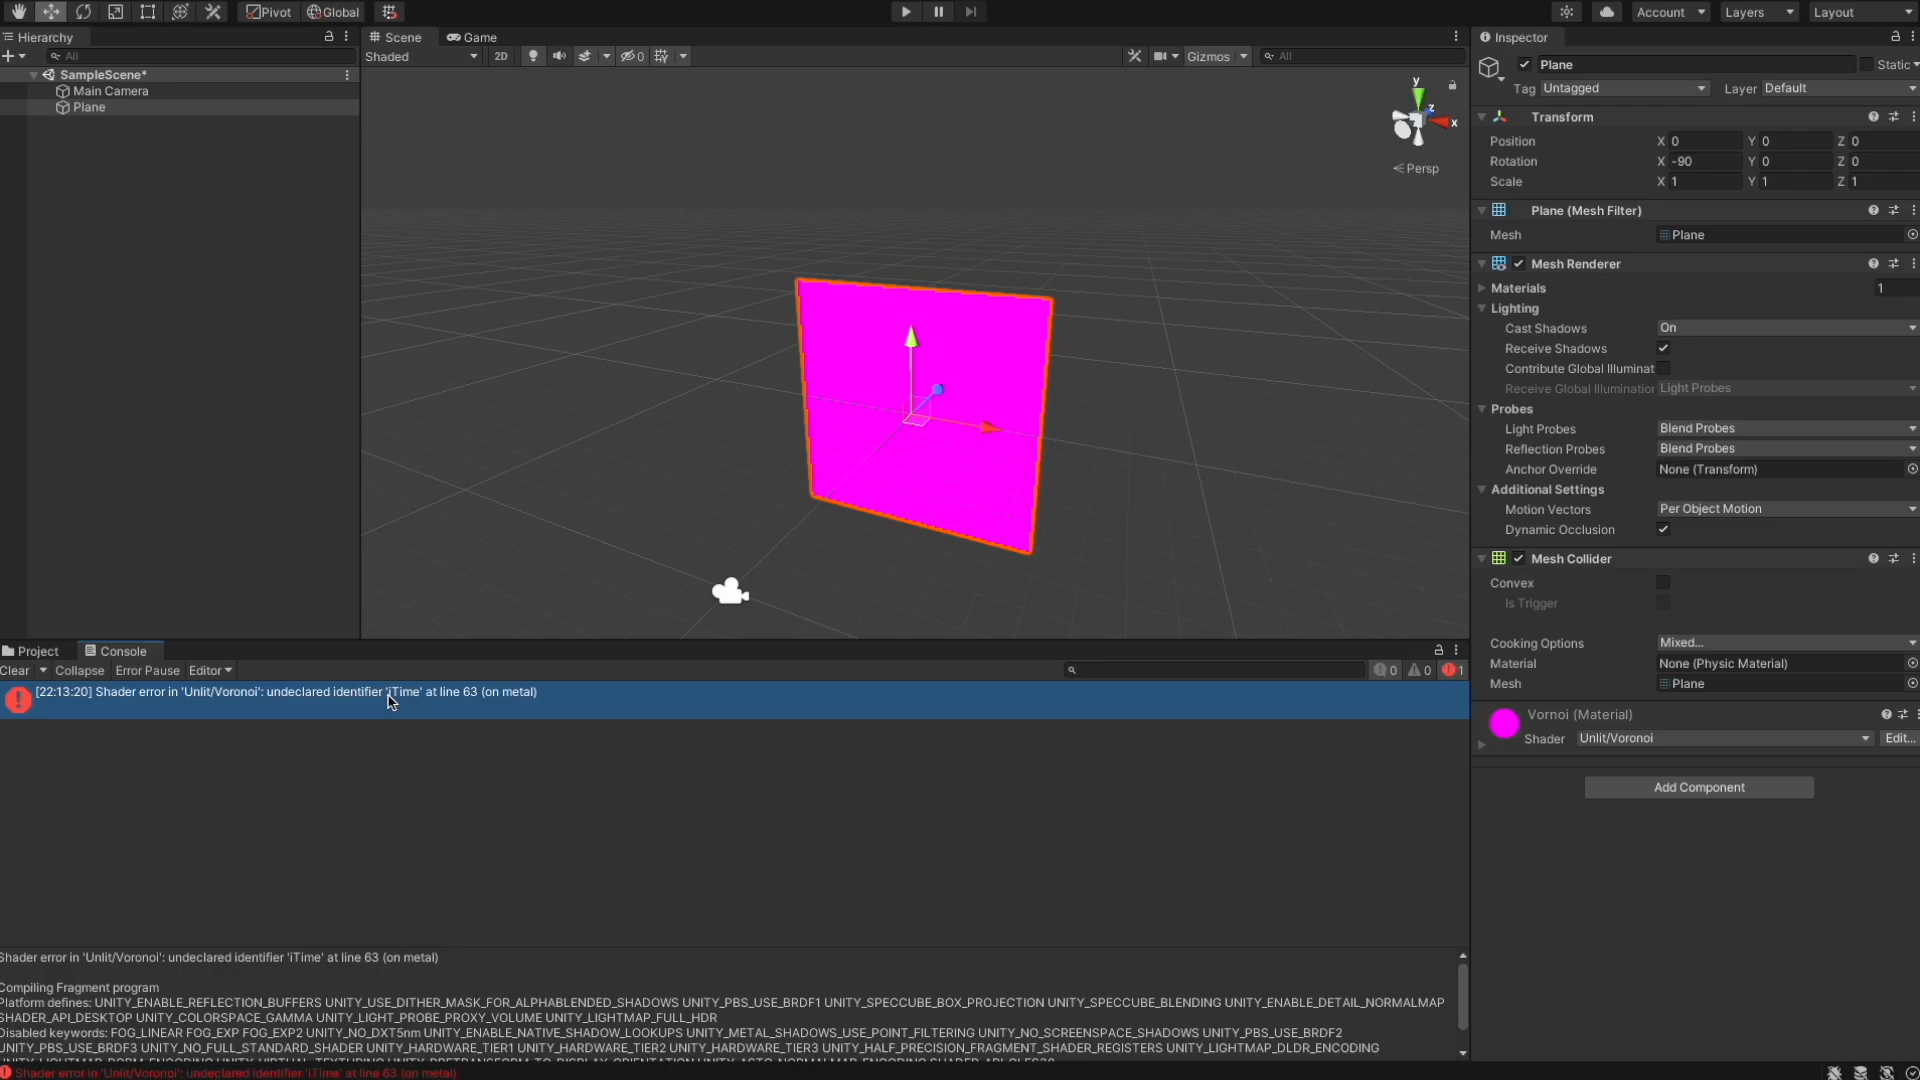 Pivot Global Account Layers Layout
Hierarchy
All
SampleScene*
Main Camera
Plane
Scene Game
Shaded 2D 0 Gizmos All
y
z
x
Persp
Inspector
Plane Static
Tag Untagged Layer Default
Transform
Position X 0 Y 0 Z 0
Rotation X -90 Y 0 Z 0
Scale X 1 Y 1 Z 1
Plane (Mesh Filter)
Mesh Plane
Mesh Renderer
Materials 1
Lighting
Cast Shadows On
Receive Shadows
Contribute Global Illuminat
Receive Global Illumination Light Probes
Probes
Light Probes Blend Probes
Reflection Probes Blend Probes
Anchor Override None (Transform)
Additional Settings
Motion Vectors Per Object Motion
Dynamic Occlusion
Mesh Collider
Convex
Is Trigger
Cooking Options Mixed...
Material None (Physic Material)
Mesh Plane
Vornoi (Material)
Shader Unlit/Voronoi Edit...
Add Component
Project Console
Clear Collapse Error Pause Editor 0 0 1
[22:13:20] Shader error in 'Unlit/Voronoi': undeclared identifier 'iTime' at line 63 (on metal)
Shader error in 'Unlit/Voronoi': undeclared identifier 'iTime' at line 63 (on metal)
Compiling Fragment program
Platform defines: UNITY_ENABLE_REFLECTION_BUFFERS UNITY_USE_DITHER_MASK_FOR_ALPHABLENDED_SHADOWS UNITY_PBS_USE_BRDF1 UNITY_SPECCUBE_BOX_PROJECTION UNITY_SPECCUBE_BLENDING UNITY_ENABLE_DETAIL_NORMALMAP
SHADER_API_DESKTOP UNITY_COLORSPACE_GAMMA UNITY_LIGHT_PROBE_PROXY_VOLUME UNITY_LIGHTMAP_FULL_HDR
Disabled keywords: FOG_LINEAR FOG_EXP FOG_EXP2 UNITY_NO_DXT5nm UNITY_ENABLE_NATIVE_SHADOW_LOOKUPS UNITY_METAL_SHADOWS_USE_POINT_FILTERING UNITY_NO_SCREENSPACE_SHADOWS UNITY_PBS_USE_BRDF2
UNITY_PBS_USE_BRDF3 UNITY_NO_FULL_STANDARD_SHADER UNITY_HARDWARE_TIER1 UNITY_HARDWARE_TIER2 UNITY_HARDWARE_TIER3 UNITY_HALF_PRECISION_FRAGMENT_SHADER_REGISTERS UNITY_LIGHTMAP_DLDR_ENCODING
Shader error in 'Unlit/Voronoi': undeclared identifier 'iTime' at line 63 (on metal)